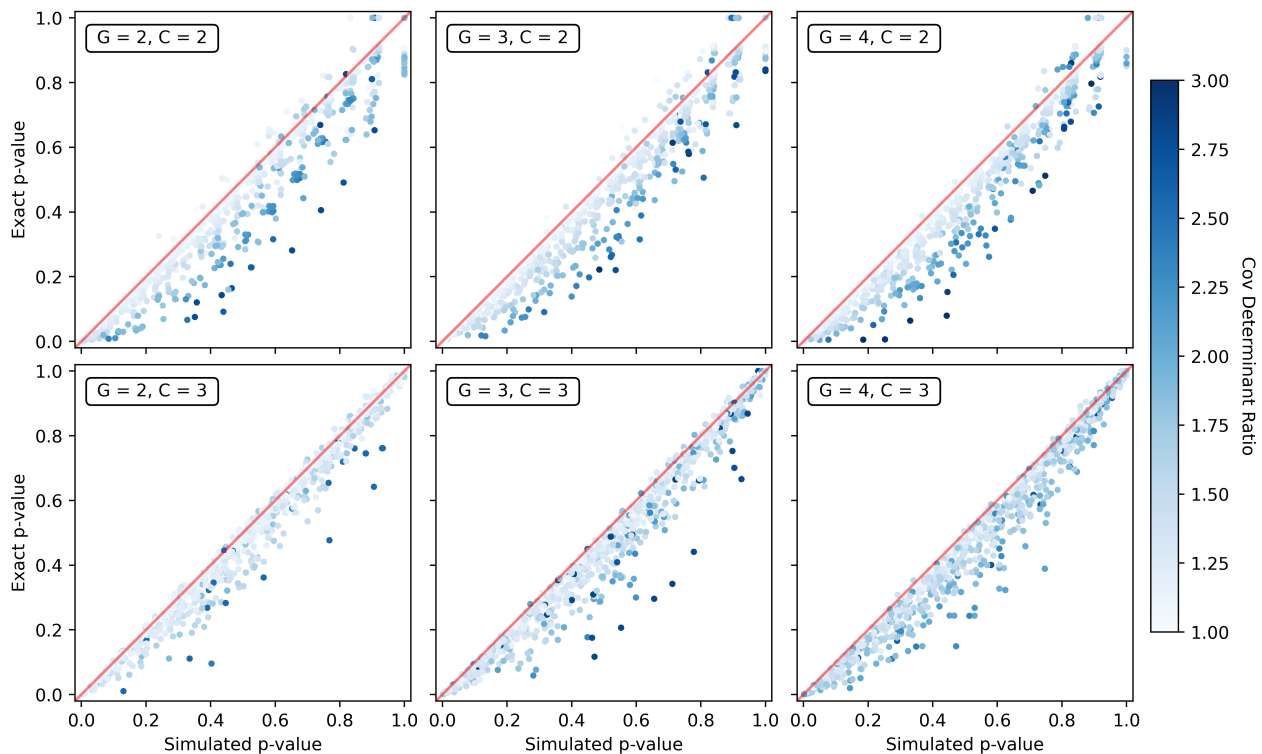 G = 2, C = 2
G = 3, C = 2
G = 4, C = 2
1.0
0.8
0.6
0.4
0.2
0.0
Exact p-value
G = 2, C = 3
G = 3, C = 3
G = 4, C = 3
1.0
0.8
0.6
0.4
0.2
0.0
Exact p-value
0.0 0.2 0.4 0.6 0.8 1.0
0.0 0.2 0.4 0.6 0.8 1.0
0.0 0.2 0.4 0.6 0.8 1.0
Simulated p-value
Simulated p-value
Simulated p-value
3.00
2.75
2.50
2.25
2.00
1.75
1.50
1.25
1.00
Cov Determinant Ratio